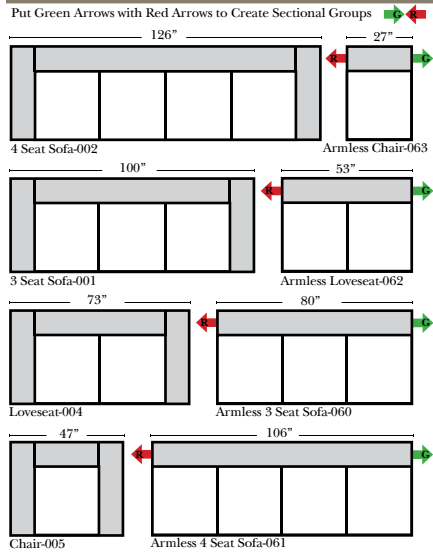 Put Green Arrows with Red Arrows to Create Sectional Groups G R
126” 27”
R G
4 Seat Sofa-002 Armless Chair-063
100” 53”
R G
3 Seat Sofa-001 Armless Loveseat-062
73” 80”
R G
Loveseat-004 Armless 3 Seat Sofa-060
47” 106”
R G
Chair-005 Armless 4 Seat Sofa-061